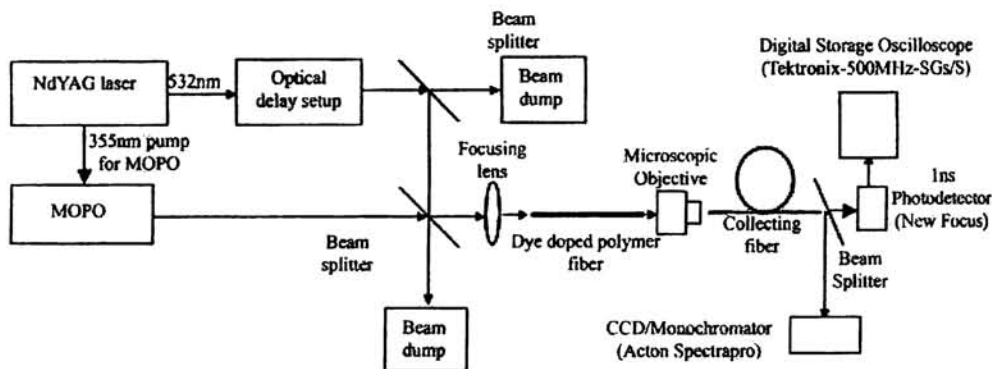 Beam
splitter
Digital Storage Oscilloscope
(Tektronix-500MHz-SGs/S)
NdYAG laser
532nm
Optical
delay setup
Beam
dump
355nm pump
for MOPO
Focusing
lens
Microscopic
Objective
1ns
Photodetector
(New Focus)
MOPO
Beam
splitter
Dye doped polymer
fiber
Collecting
fiber
Beam
Splitter
Beam
dump
CCD/Monochromator
(Acton Spectrapro)